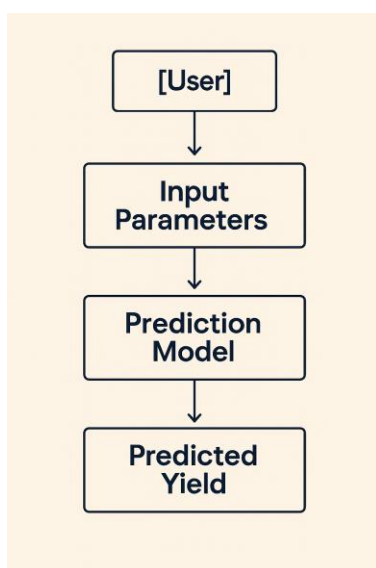 [User]
Input
Parameters
Prediction
Model
Predicted
Yield